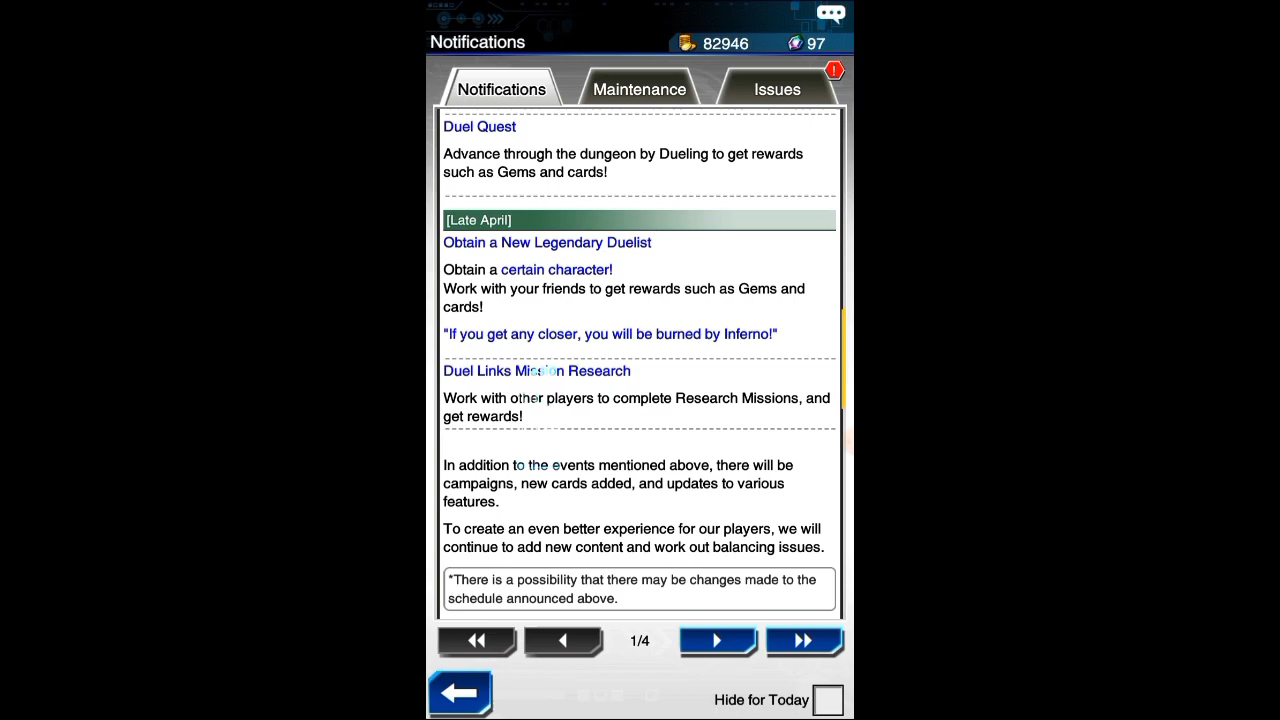 Notifications
82946
97
Notifications
Maintenance
Issues
!
Duel Quest
Advance through the dungeon by Dueling to get rewards
such as Gems and cards!
[Late April]
Obtain a New Legendary Duelist
Obtain a certain character!
Work with your friends to get rewards such as Gems and
cards!
"If you get any closer, you will be burned by Inferno!"
Duel Links Mission Research
Work with other players to complete Research Missions, and
get rewards!
In addition to the events mentioned above, there will be
campaigns, new cards added, and updates to various
features.
To create an even better experience for our players, we will
continue to add new content and work out balancing issues.
*There is a possibility that there may be changes made to the
schedule announced above.
1/4
Hide for Today